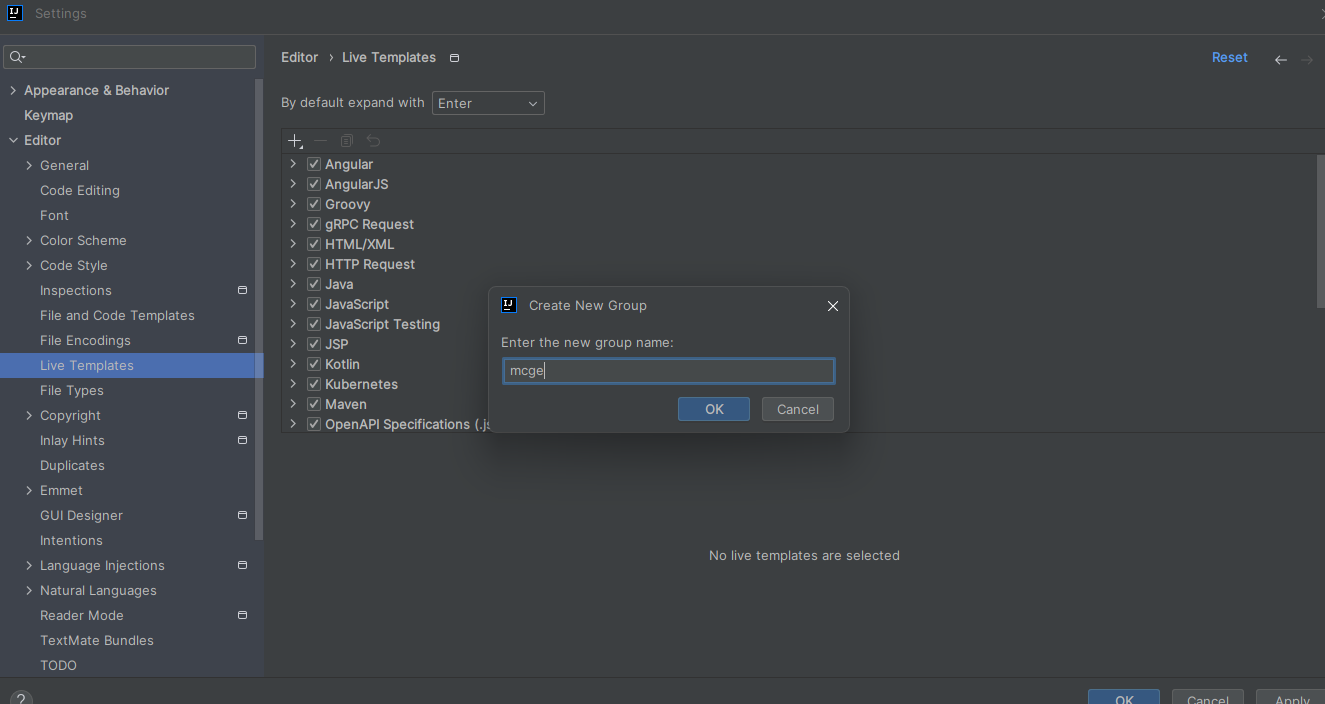 Settings
Editor › Live Templates
Reset
Appearance & Behavior
Keymap
Editor
General
Code Editing
Font
Color Scheme
Code Style
Inspections
File and Code Templates
File Encodings
Live Templates
File Types
Copyright
Inlay Hints
Duplicates
Emmet
GUI Designer
Intentions
Language Injections
Natural Languages
Reader Mode
TextMate Bundles
TODO
?
By default expand with Enter
Angular
AngularJS
Groovy
gRPC Request
HTML/XML
HTTP Request
Java
JavaScript
JavaScript Testing
JSP
Kotlin
Kubernetes
Maven
OpenAPI Specifications (.js
IJ
Create New Group
Enter the new group name:
mcge
OK Cancel
No live templates are selected
OK Cancel Apply